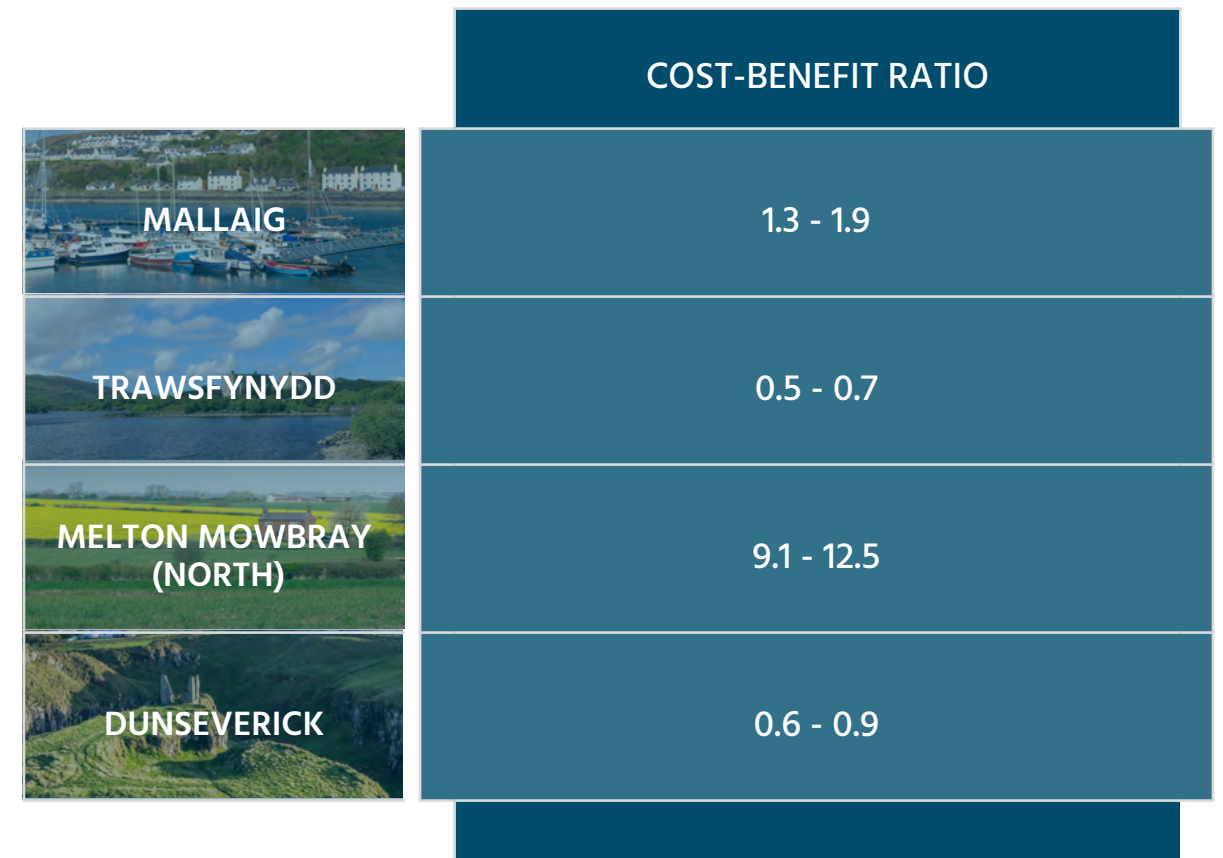 COST-BENEFIT RATIO
MALLAIG
1.3 - 1.9
TRAWSFYNYDD
0.5 - 0.7
MELTON MOWBRAY
(NORTH)
9.1 - 12.5
DUNSEVERICK
0.6 - 0.9